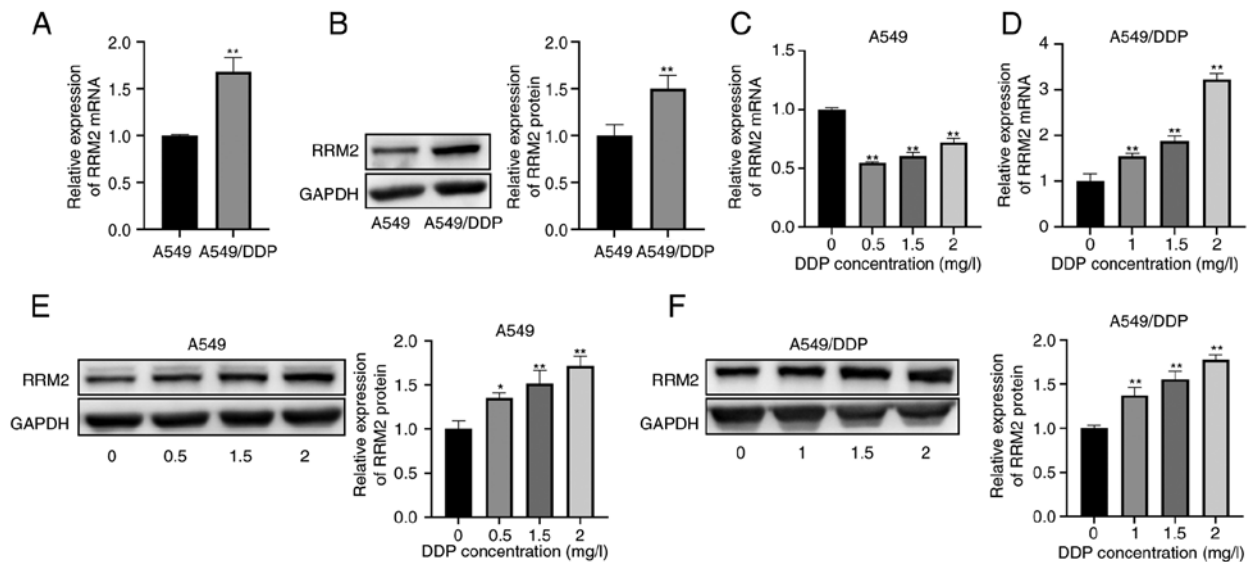 A
Relative expression
of RRM2 mRNA
2.0
1.5
1.0
0.5
0.0
**
A549 A549/DDP
B
RRM2
GAPDH
A549 A549/DDP
Relative expression
of RRM2 protein
2.0
1.5
1.0
0.5
0.0
**
A549 A549/DDP
C
A549
Relative expression
of RRM2 mRNA
1.5
1.0
0.5
0.0
** ** **
0 0.5 1.5 2
DDP concentration (mg/l)
D
A549/DDP
Relative expression
of RRM2 mRNA
4
3
2
1
0
** ** **
0 1 1.5 2
DDP concentration (mg/l)
E
A549
RRM2
GAPDH
0 0.5 1.5 2
A549
Relative expression
of RRM2 protein
2.0
1.5
1.0
0.5
0.0
* ** **
0 0.5 1.5 2
DDP concentration (mg/l)
F
A549/DDP
RRM2
GAPDH
0 1 1.5 2
A549/DDP
Relative expression
of RRM2 protein
2.0
1.5
1.0
0.5
0.0
** ** **
0 1 1.5 2
DDP concentration (mg/l)